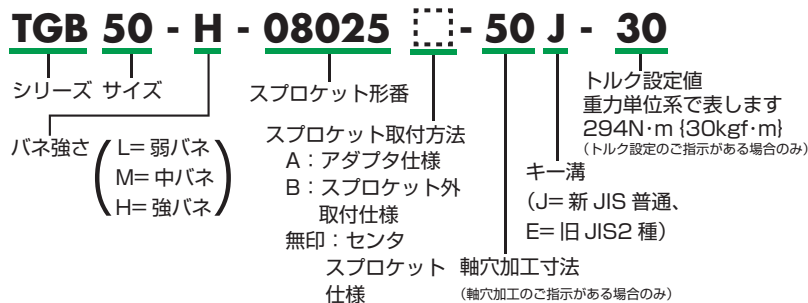 TGB 50 - H - 08025 - 50 J - 30
シリーズ サイズ
スプロケット形番
トルク設定値
重力単位系で表します
294N・m {30kgf・m}
(トルク設定のご指示がある場合のみ)
バネ強さ
L= 弱バネ
M= 中バネ
H= 強バネ
スプロケット取付方法
A：アダプタ仕様
B：スプロケット外
取付仕様
無印：センタ
スプロケット
仕様
キー溝
(J= 新 JIS 普通、
E= 旧 JIS2 種)
軸穴加工寸法
(軸穴加工のご指示がある場合のみ)